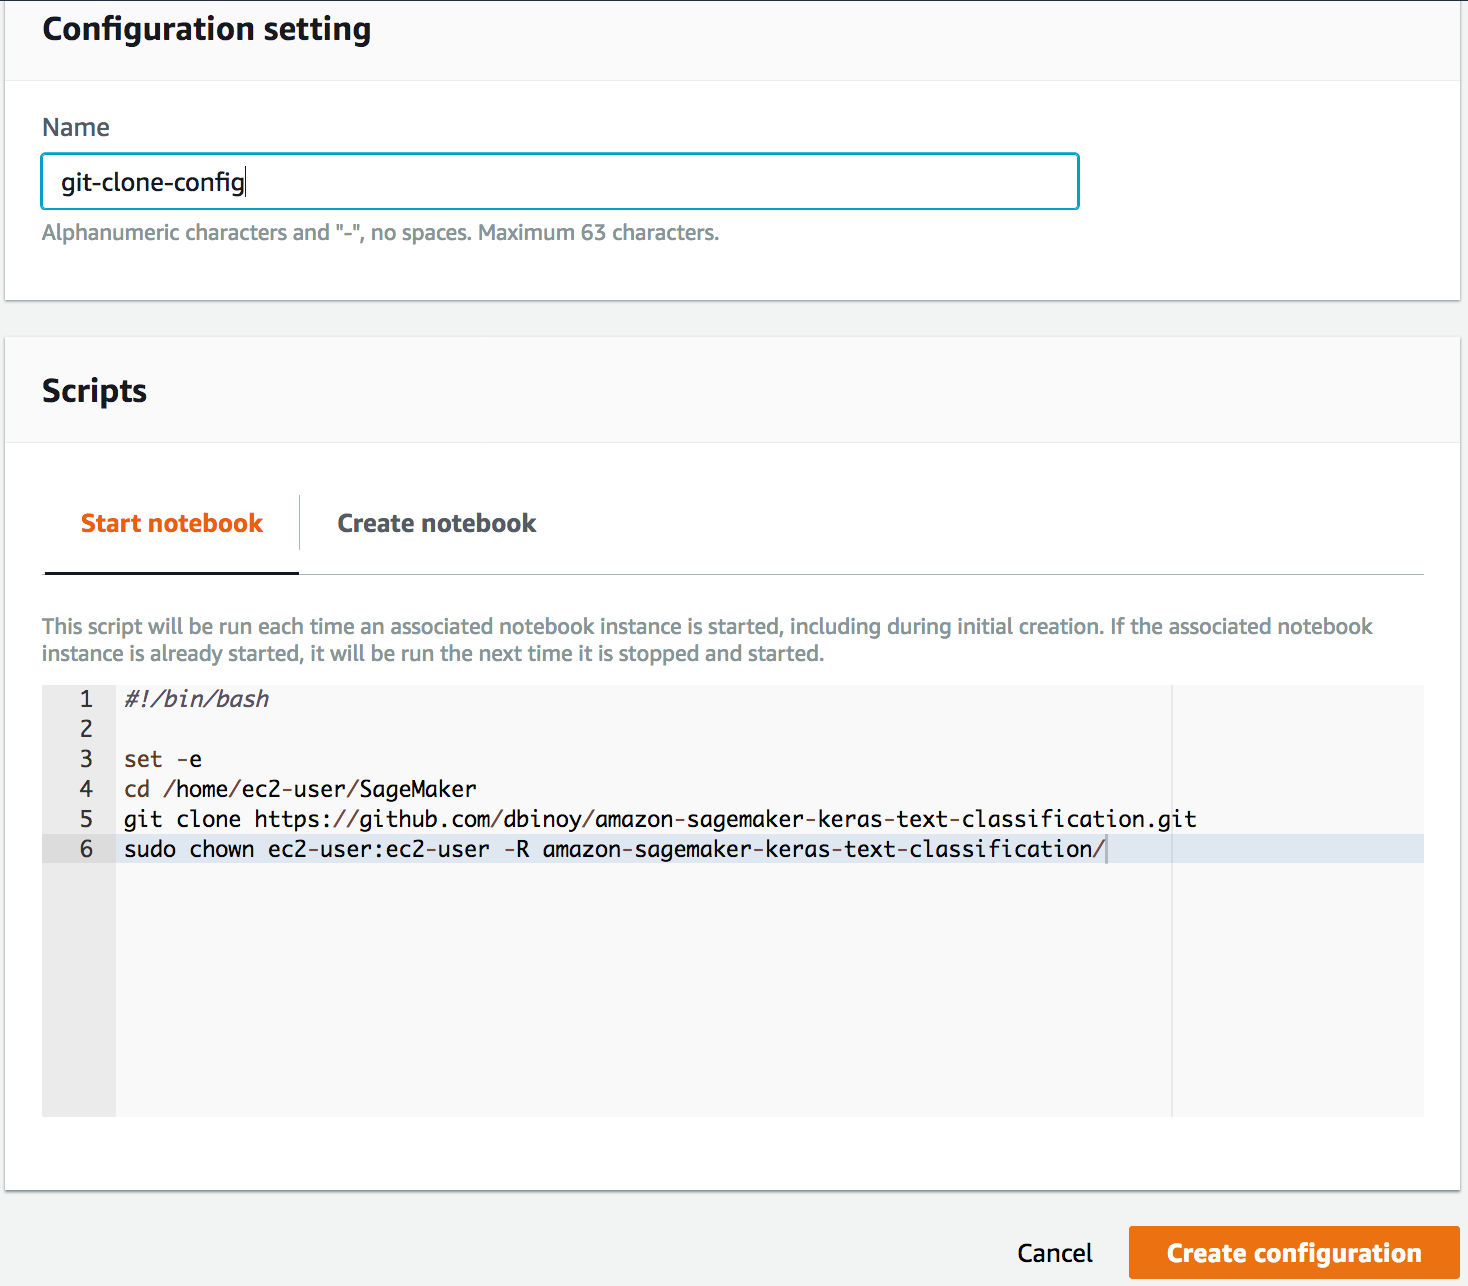 Configuration setting
Name
git-clone-config
Alphanumeric characters and "-", no spaces. Maximum 63 characters.
Scripts
Start notebook
Create notebook
This script will be run each time an associated notebook instance is started, including during initial creation. If the associated notebook
instance is already started, it will be run the next time it is stopped and started.
1 #!/bin/bash
2
3 set -e
4 cd /home/ec2-user/SageMaker
5 git clone https://github.com/dbinoy/amazon-sagemaker-keras-text-classification.git
6 sudo chown ec2-user:ec2-user -R amazon-sagemaker-keras-text-classification/
Cancel
Create configuration